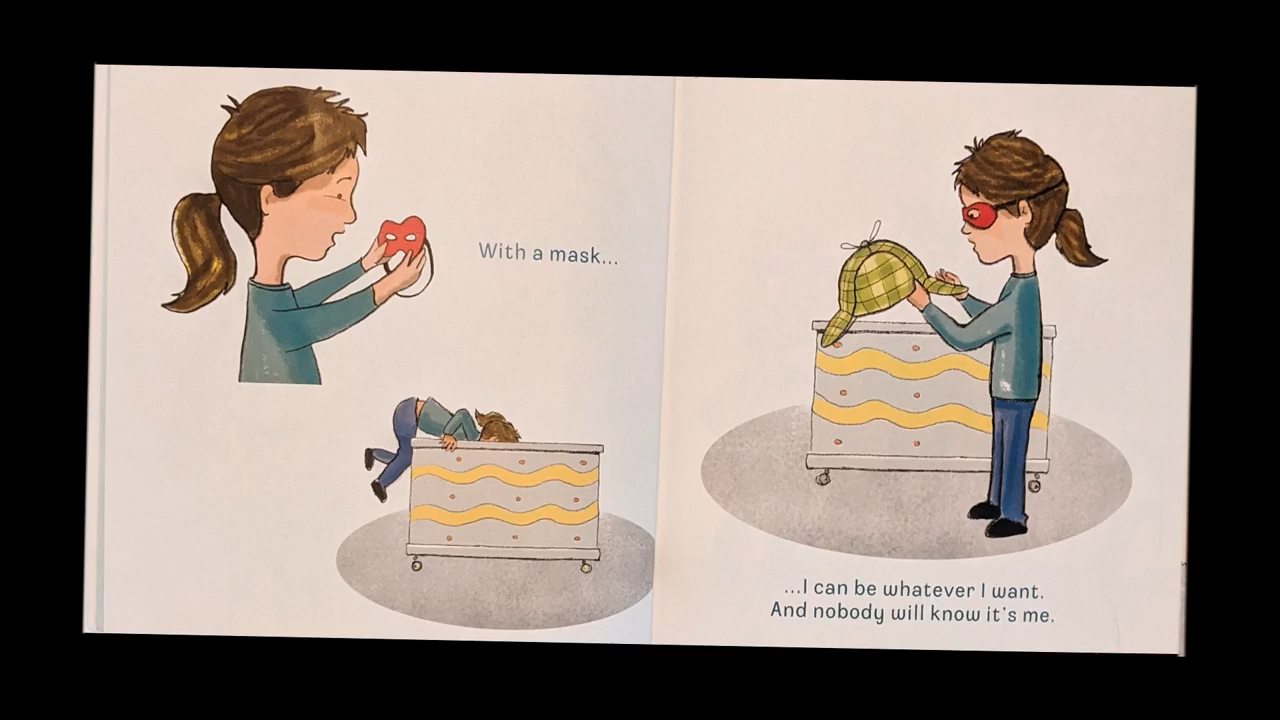 With a mask...
...I can be whatever I want.
And nobody will know it's me.